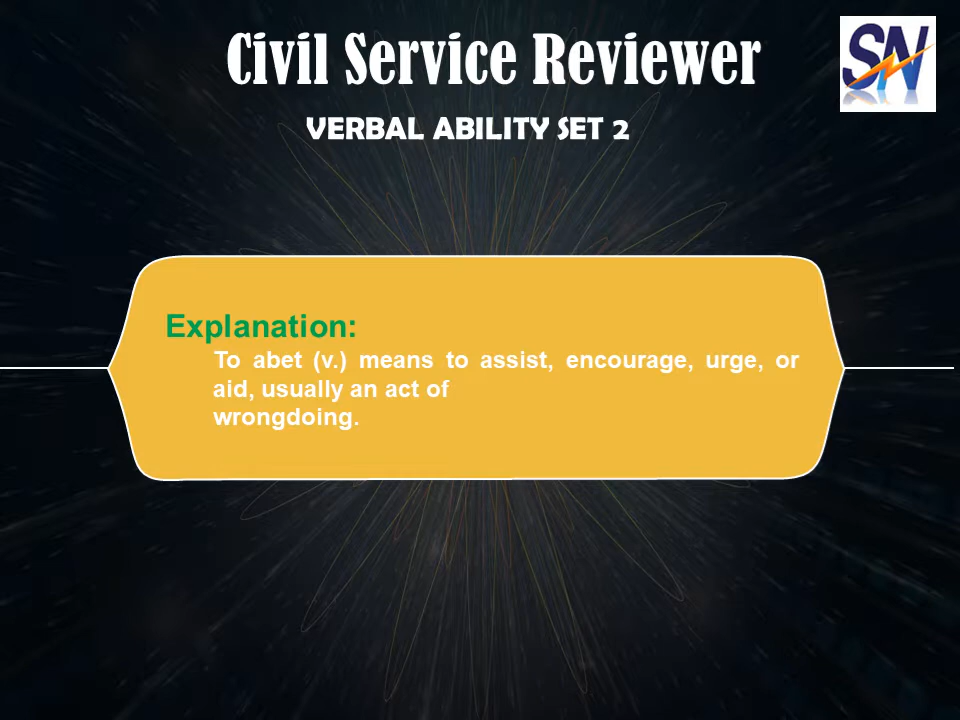 Civil Service Reviewer
SN
VERBAL ABILITY SET 2
Explanation:
To abet (v.) means to assist, encourage, urge, or
aid, usually an act of
wrongdoing.